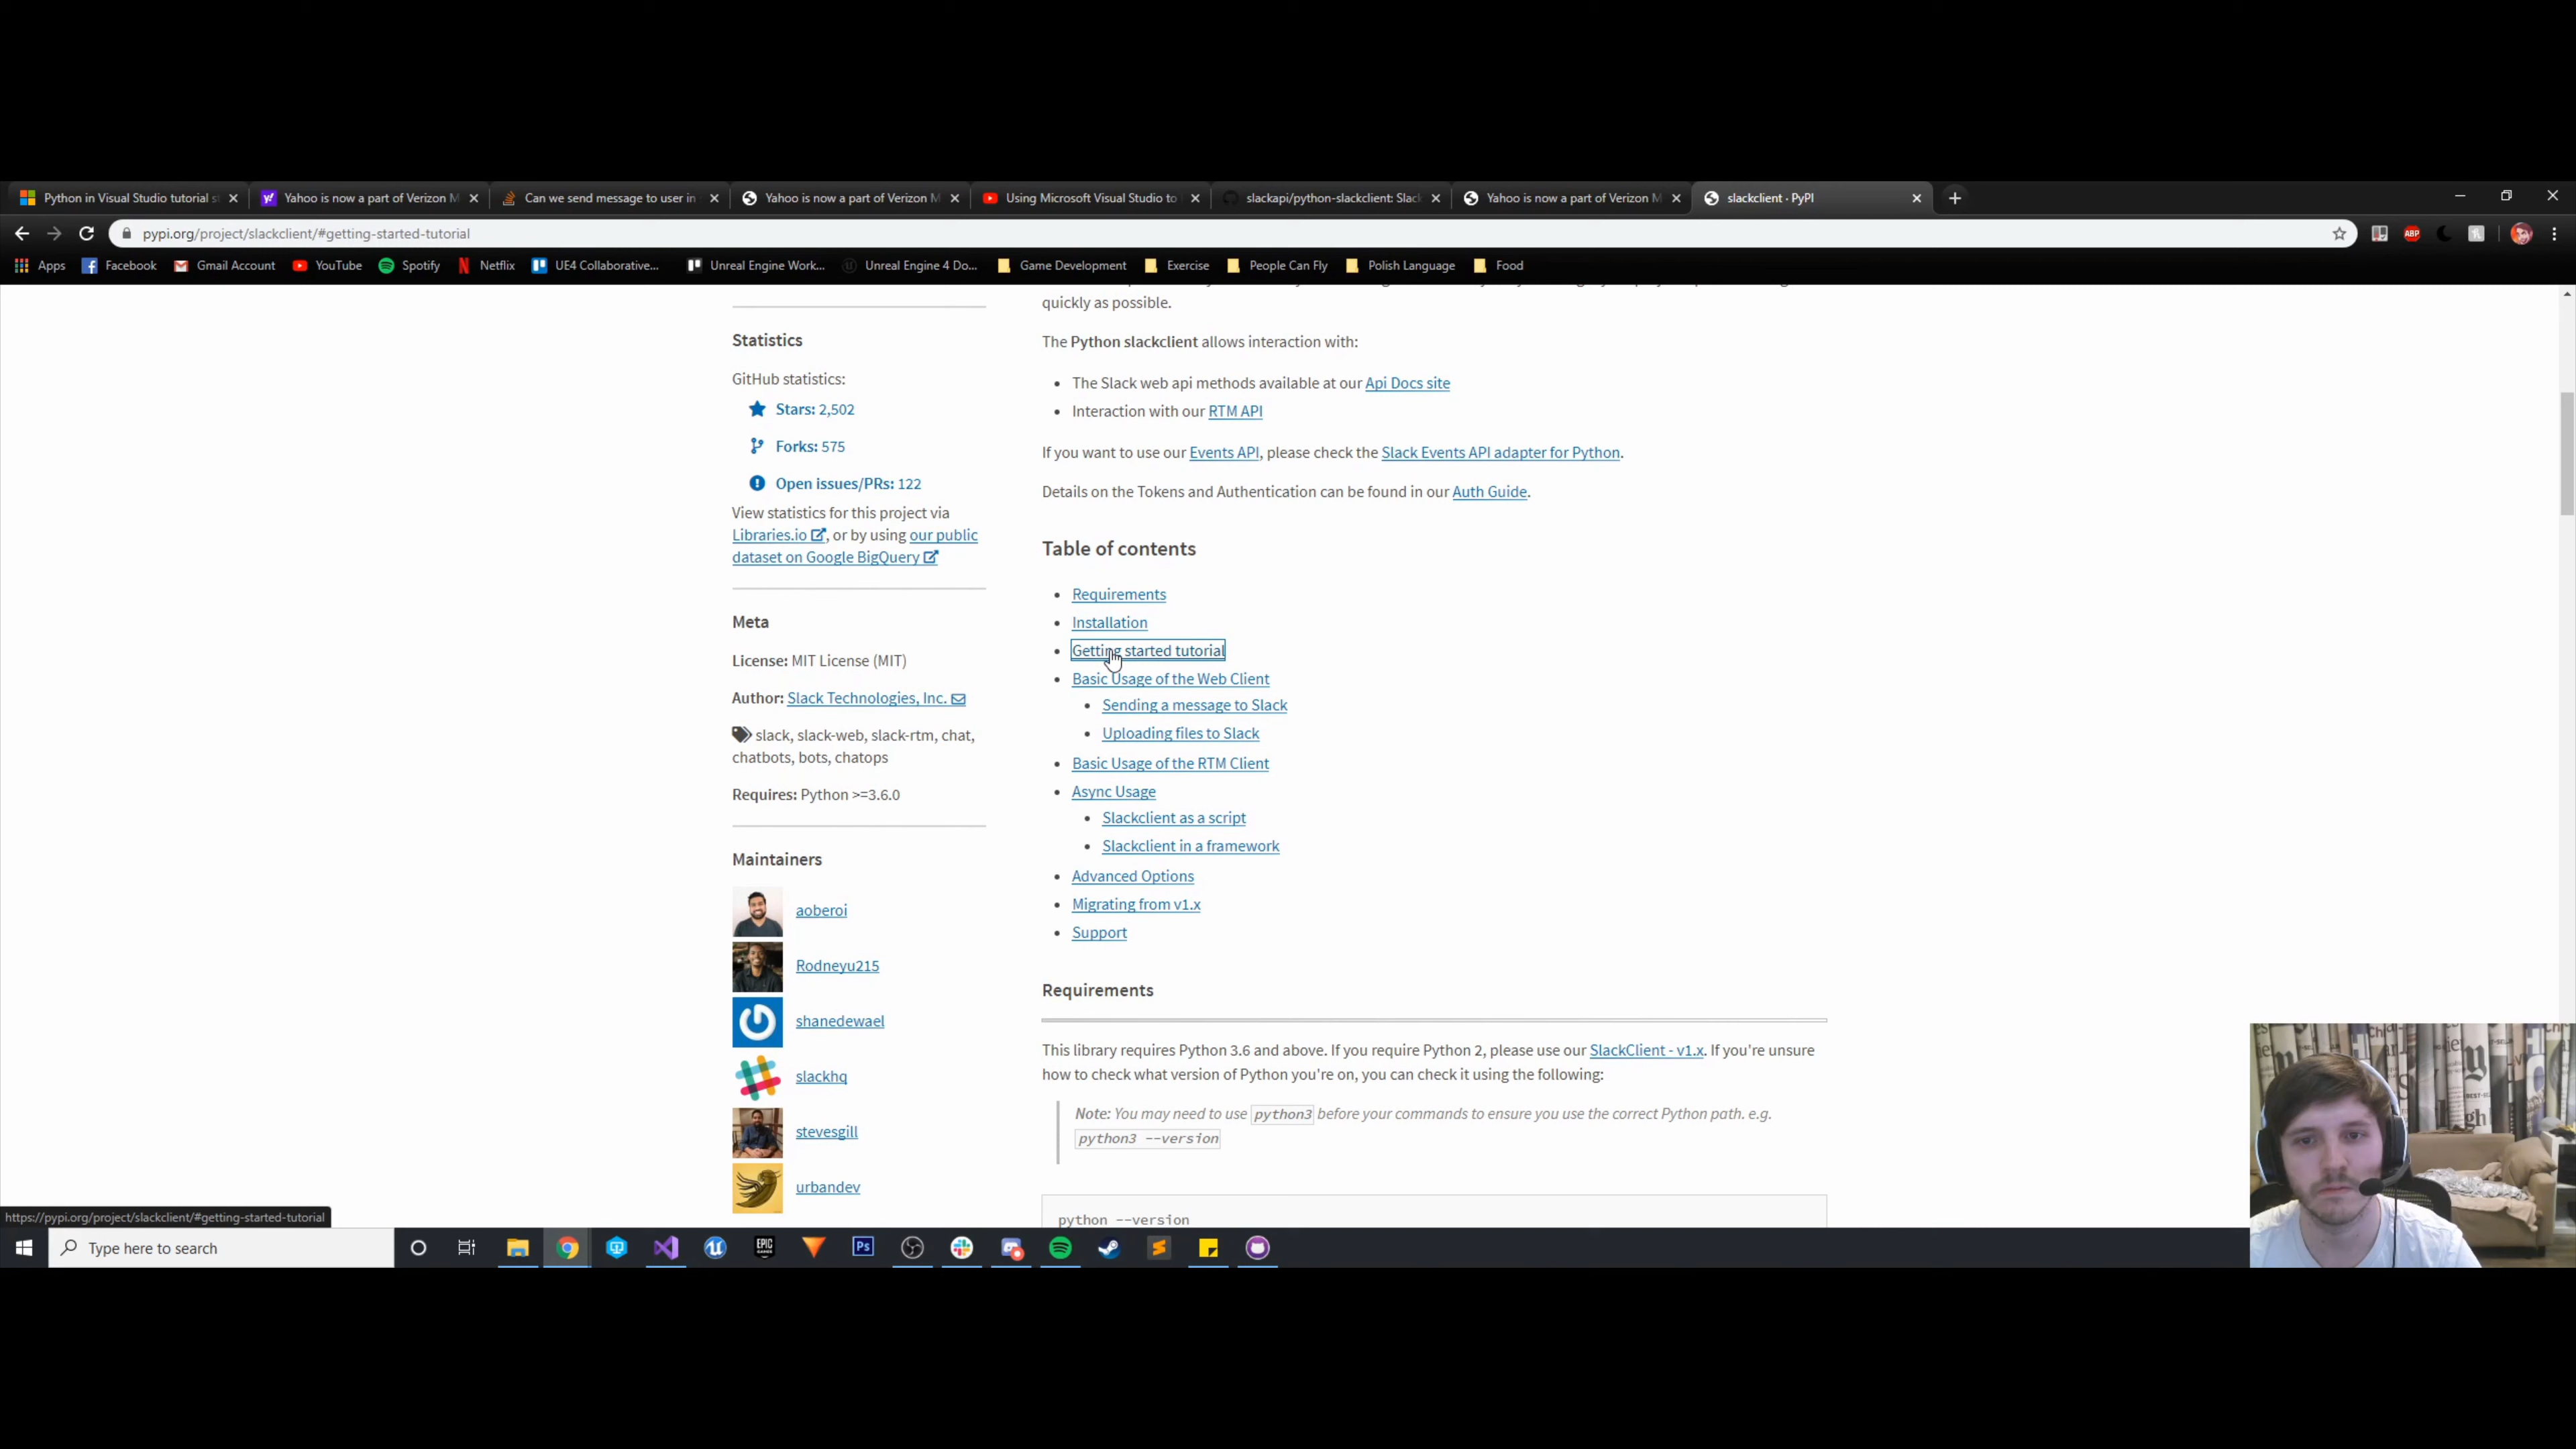 Python in Visual Studio tutorial s
Yahoo is now a part of Verizon M
Can we send message to user in
Yahoo is now a part of Verizon M
Using Microsoft Visual Studio to
slackapi/python-slackclient: Slack
Yahoo is now a part of Verizon M
slackclient · PyPI
pypi.org/project/slackclient/#getting-started-tutorial
ABP
Apps
Facebook
Gmail Account
YouTube
Spotify
Netflix
UE4 Collaborative...
Unreal Engine Work...
Unreal Engine 4 Do...
Game Development
Exercise
People Can Fly
Polish Language
Food
Statistics
GitHub statistics:
Stars: 2,502
Forks: 575
Open issues/PRs: 122
View statistics for this project via
Libraries.io, or by using our public
dataset on Google BigQuery
Meta
License: MIT License (MIT)
Author: Slack Technologies, Inc.
slack, slack-web, slack-rtm, chat,
chatbots, bots, chatops
Requires: Python >=3.6.0
Maintainers
aoberoi
Rodneyu215
shanedewael
slackhq
stevesgill
urbandev
quickly as possible.
The Python slackclient allows interaction with:
• The Slack web api methods available at our Api Docs site
• Interaction with our RTM API
If you want to use our Events API, please check the Slack Events API adapter for Python.
Details on the Tokens and Authentication can be found in our Auth Guide.
Table of contents
• Requirements
• Installation
• Getting started tutorial
• Basic Usage of the Web Client
• Sending a message to Slack
• Uploading files to Slack
• Basic Usage of the RTM Client
• Async Usage
• Slackclient as a script
• Slackclient in a framework
• Advanced Options
• Migrating from v1.x
• Support
Requirements
This library requires Python 3.6 and above. If you require Python 2, please use our SlackClient - v1.x. If you're unsure
how to check what version of Python you're on, you can check it using the following:
Note: You may need to use python3 before your commands to ensure you use the correct Python path. e.g.
python3 --version
python --version
https://pypi.org/project/slackclient/#getting-started-tutorial
Type here to search
EPIC
GAMES
Ps